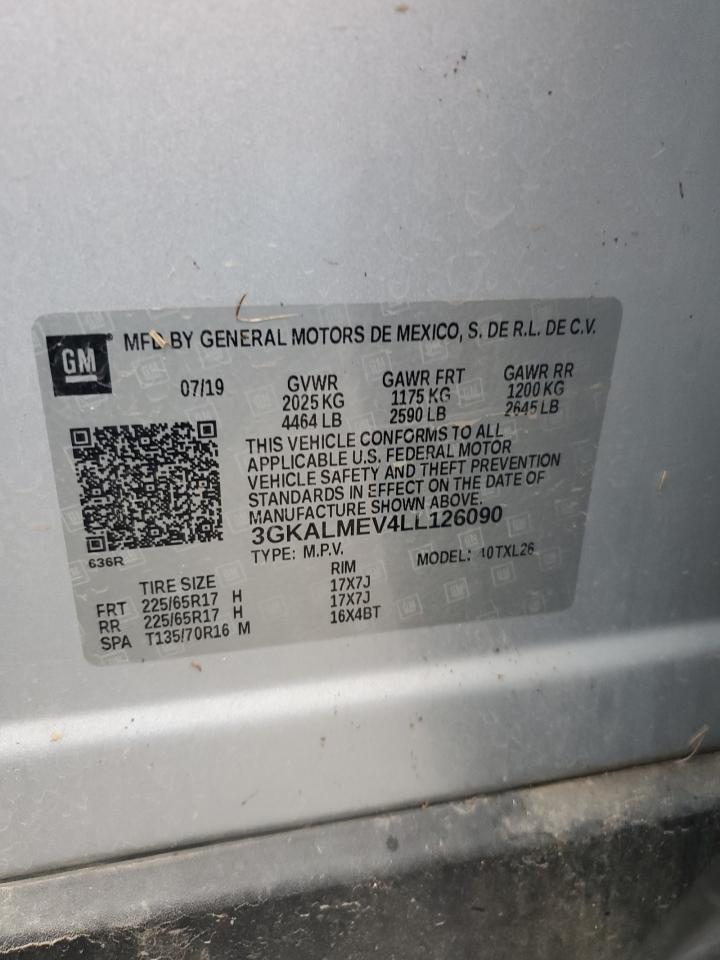 GM
MFD BY GENERAL MOTORS DE MEXICO, S. DE R.L. DE C.V.
07/19 GVWR GAWR FRT GAWR RR
2025 KG 1175 KG 1200 KG
4464 LB 2590 LB 2645 LB
THIS VEHICLE CONFORMS TO ALL
APPLICABLE U.S. FEDERAL MOTOR
VEHICLE SAFETY AND THEFT PREVENTION
STANDARDS IN EFFECT ON THE DATE OF
MANUFACTURE SHOWN ABOVE.
3GKALMEV4LL126090
636R TYPE: M.P.V. MODEL: 10TXL26
TIRE SIZE RIM
FRT 225/65R17 H 17X7J
RR 225/65R17 H 17X7J
SPA T135/70R16 M 16X4BT